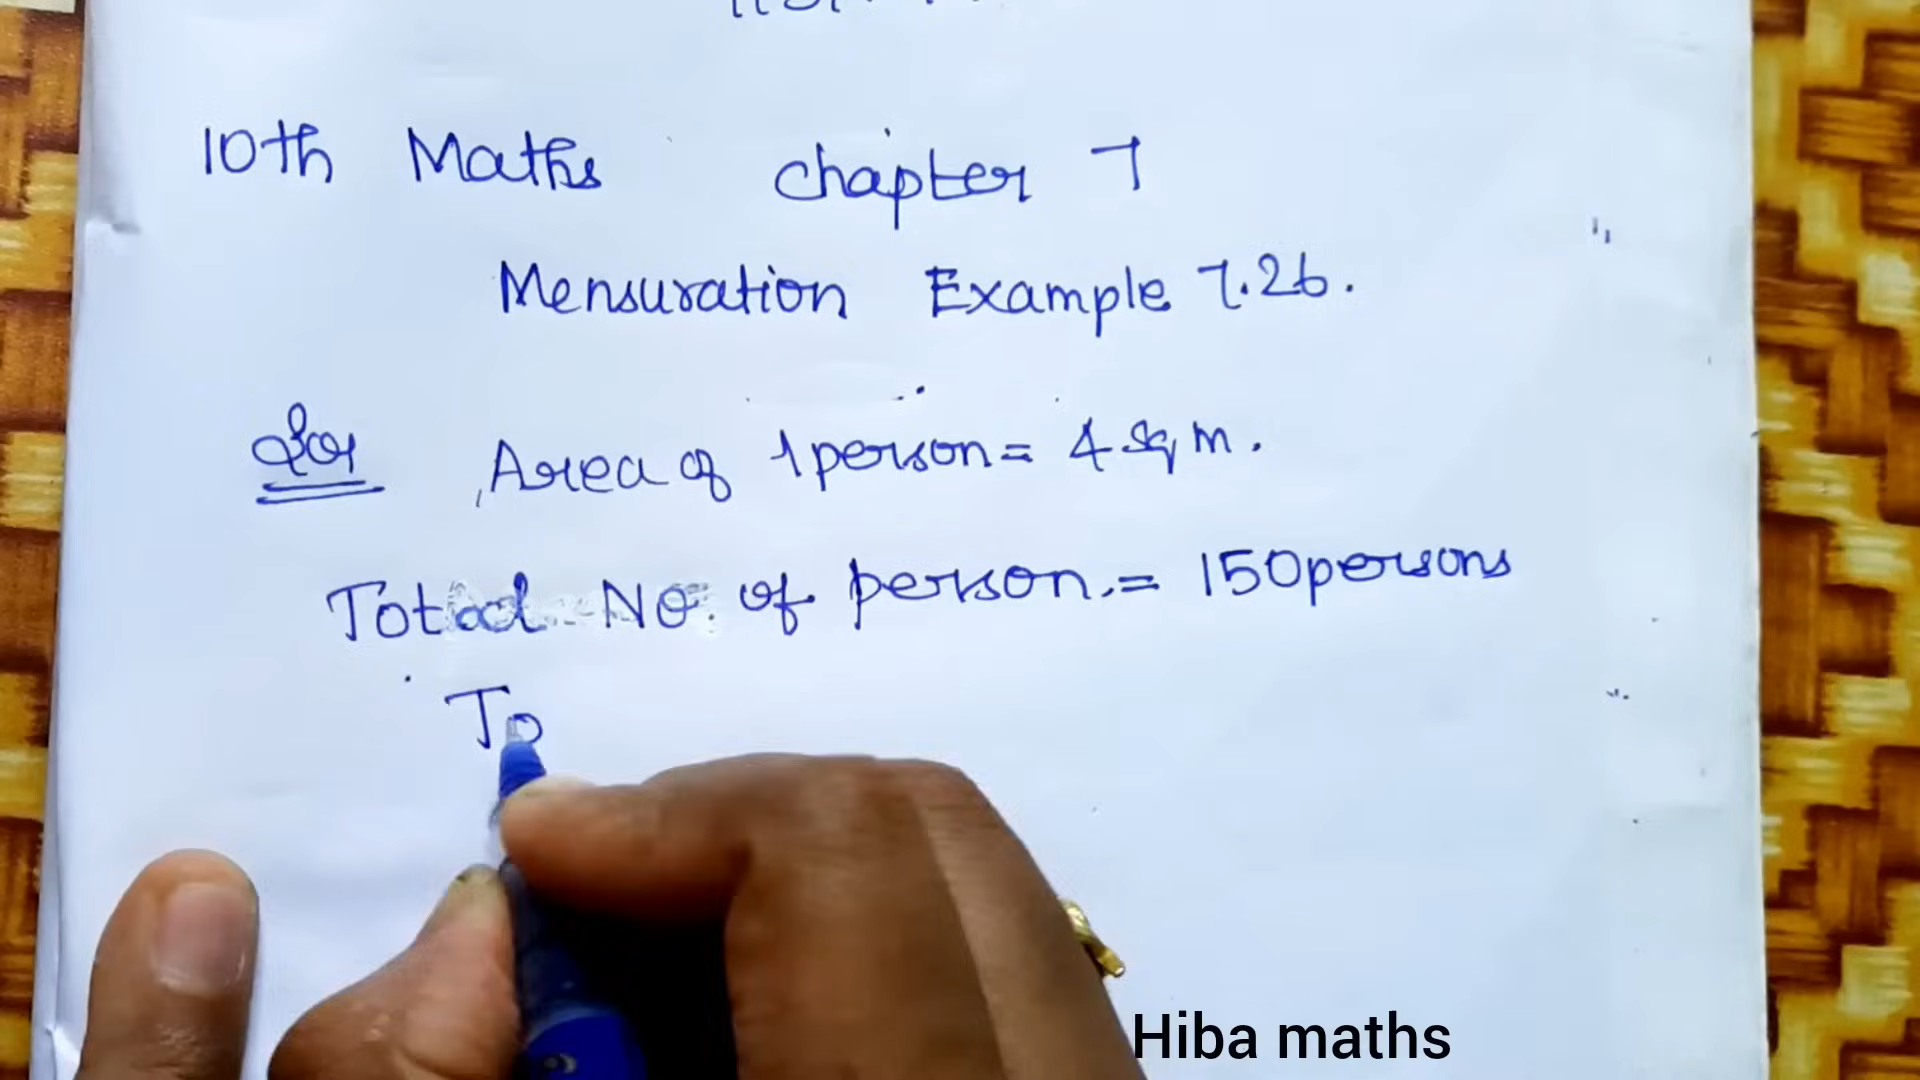 10th Maths chapter 7
Mensuration Example 7.26.
Sol Area of 1 person = 4 Sq m.
Total No. of person. = 150 persons
To
Hiba maths